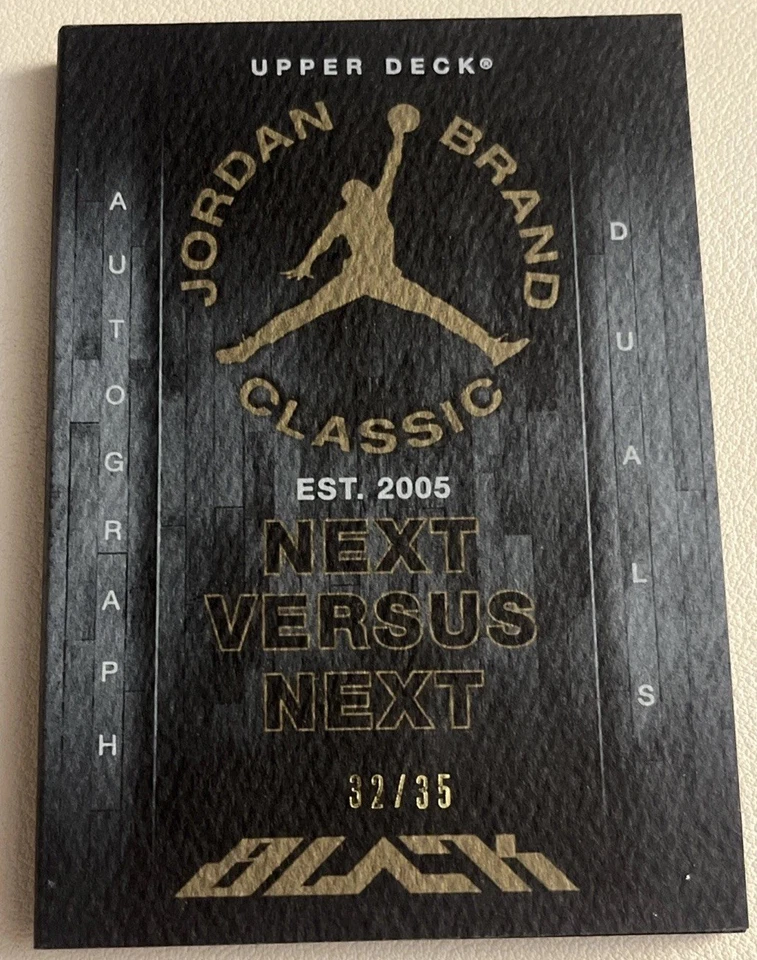 UPPER DECK®
JORDAN BRAND
CLASSIC
EST. 2005
NEXT
VERSUS
NEXT
AUTOGRAPH
DUALS
32/35
BLACK